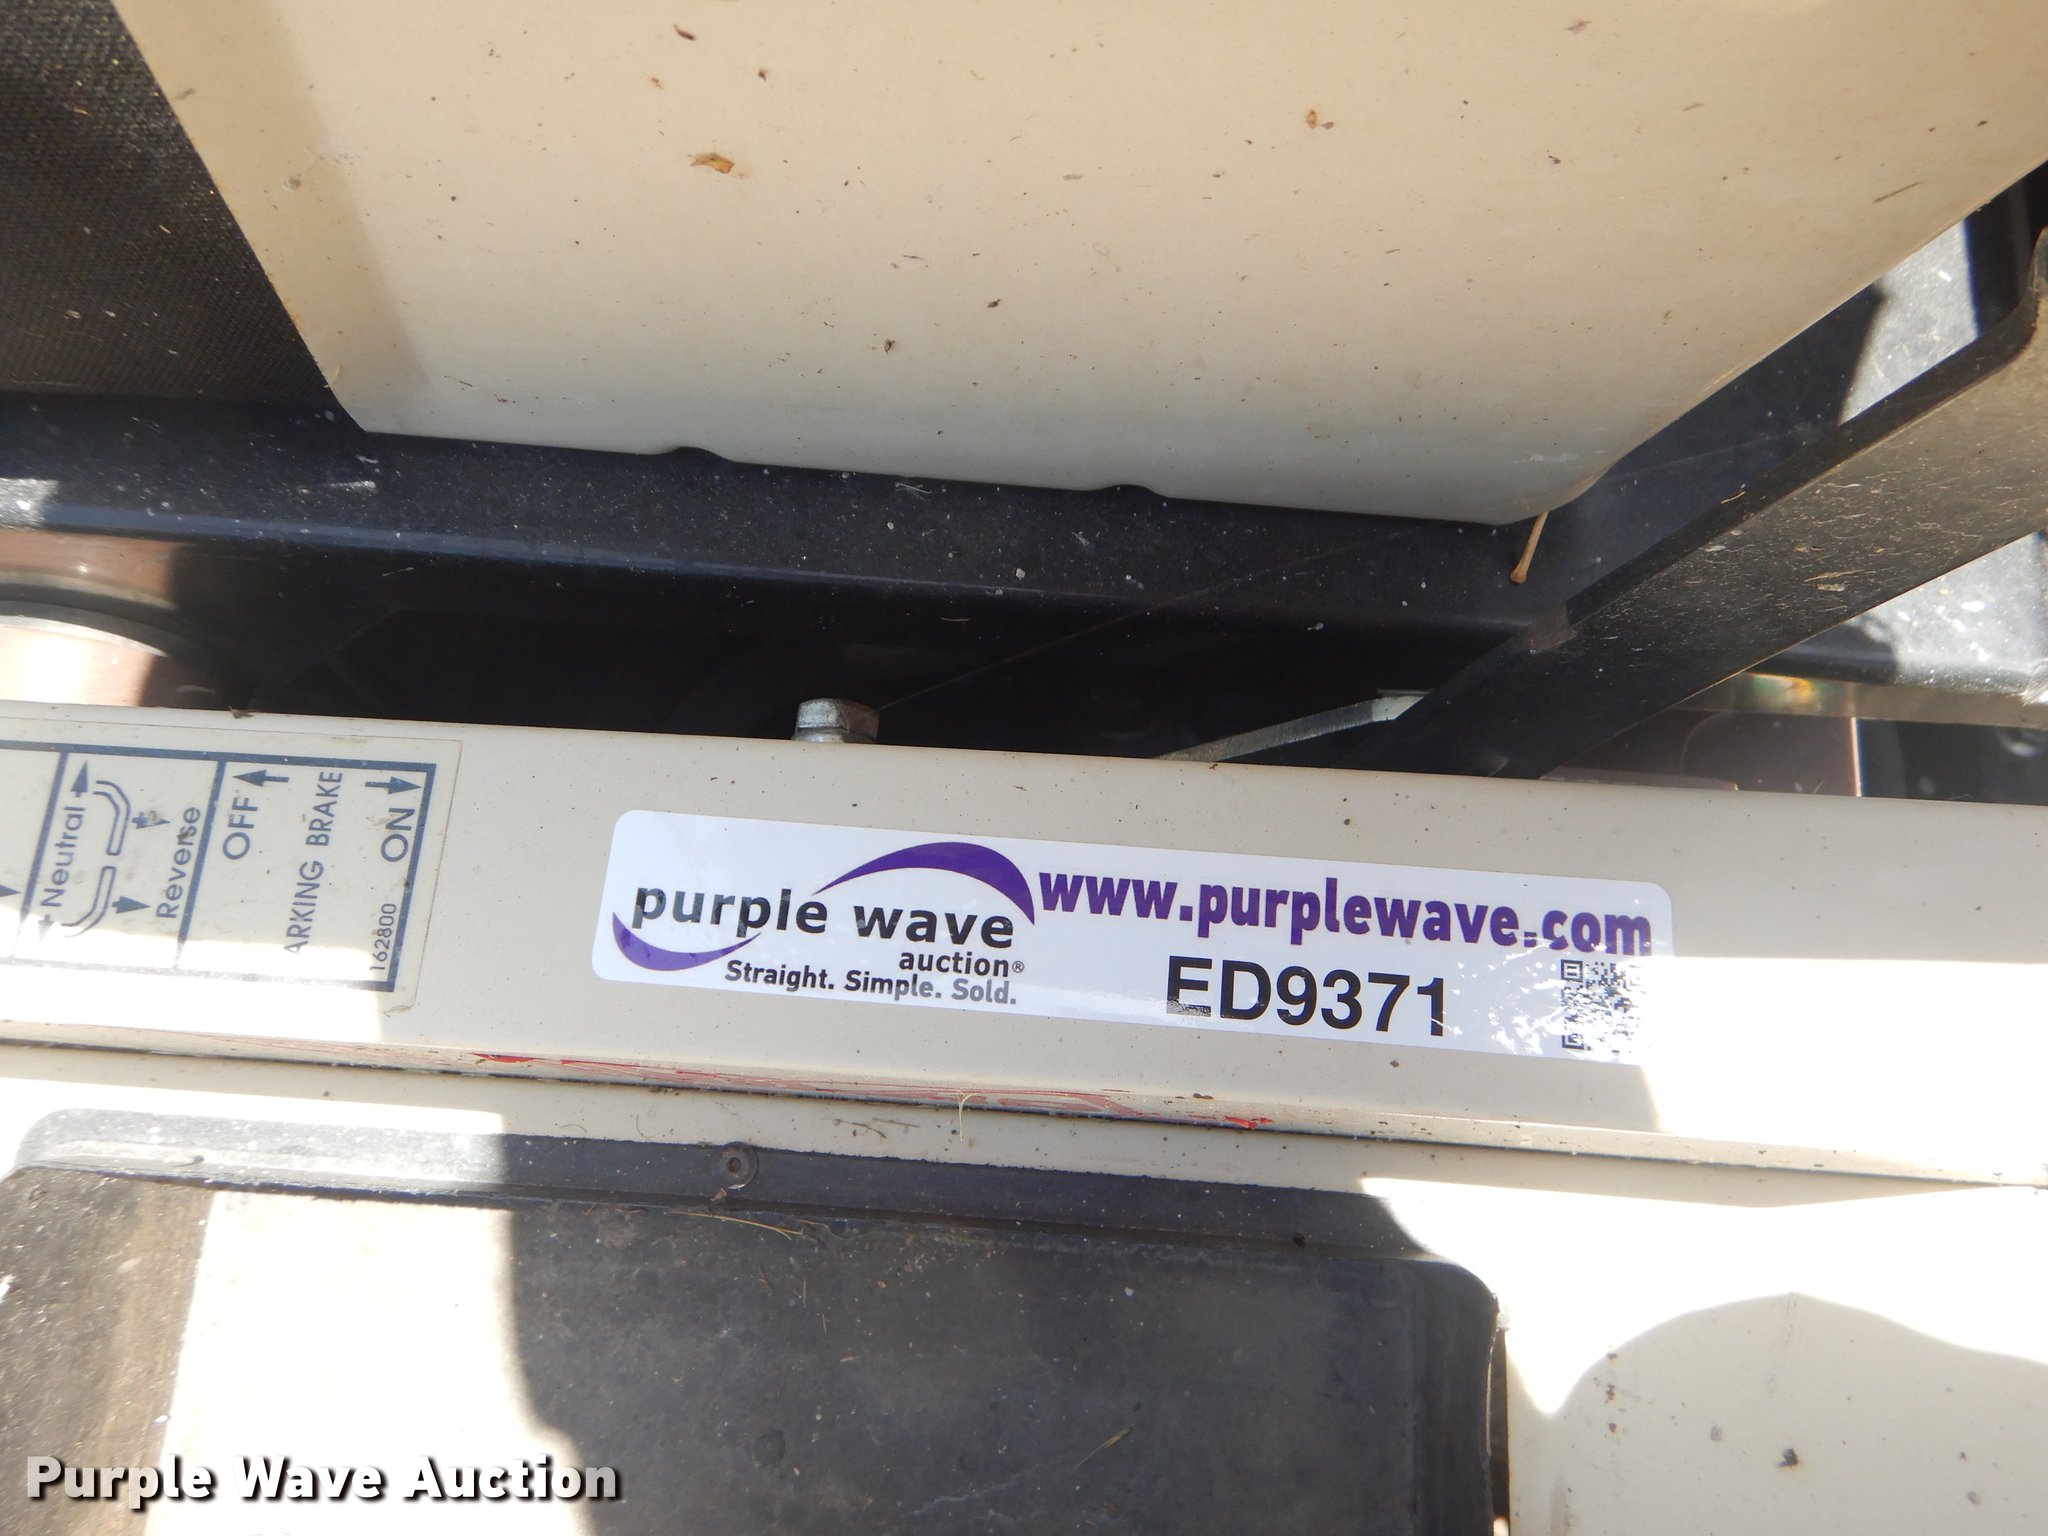 Neutral
Reverse
OFF
PARKING BRAKE
ON
162800
purple wave
auction®
Straight. Simple. Sold.
www.purplewave.com
ED9371
Purple Wave Auction